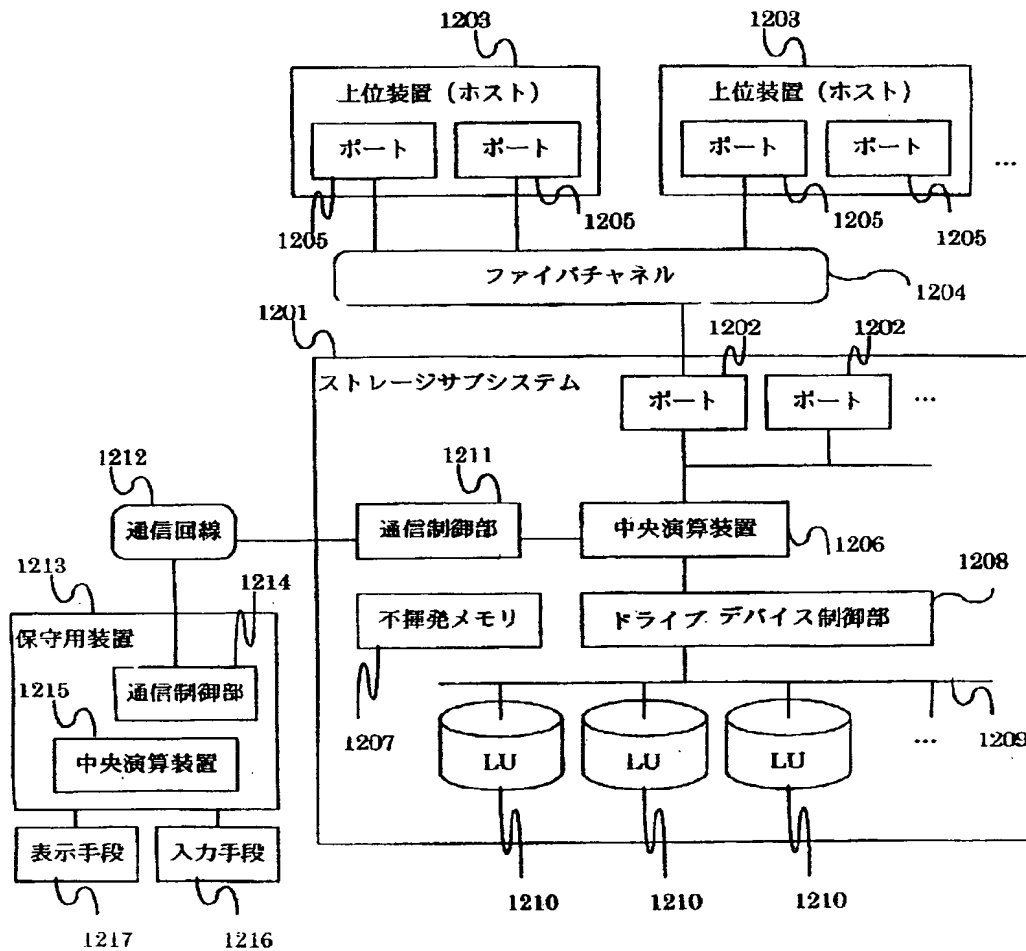 1203
1203
上位装置（ホスト）
上位装置（ホスト）
ポート
ポート
ポート
ポート
…
1205
1205
1205
1205
ファイバチャネル
1204
1201
1202
1202
ストレージサブシステム
ポート
ポート
…
1212
1211
通信回線
通信制御部
中央演算装置
1206
1213
1214
1208
保守用装置
不揮発メモリ
ドライブ デバイス制御部
1215
通信制御部
1207
…
1209
中央演算装置
LU
LU
LU
表示手段
入力手段
1210
1210
1210
1217
1216